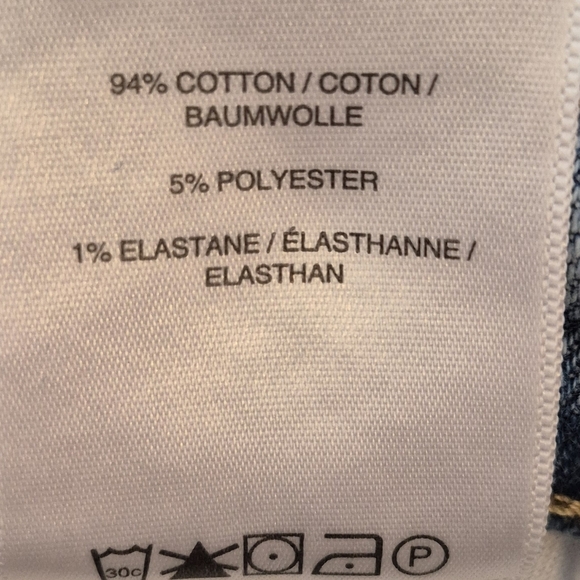 94% COTTON / COTON /
BAUMWOLLE
5% POLYESTER
1% ELASTANE / ÉLASTHANNE /
ELASTHAN
30C P